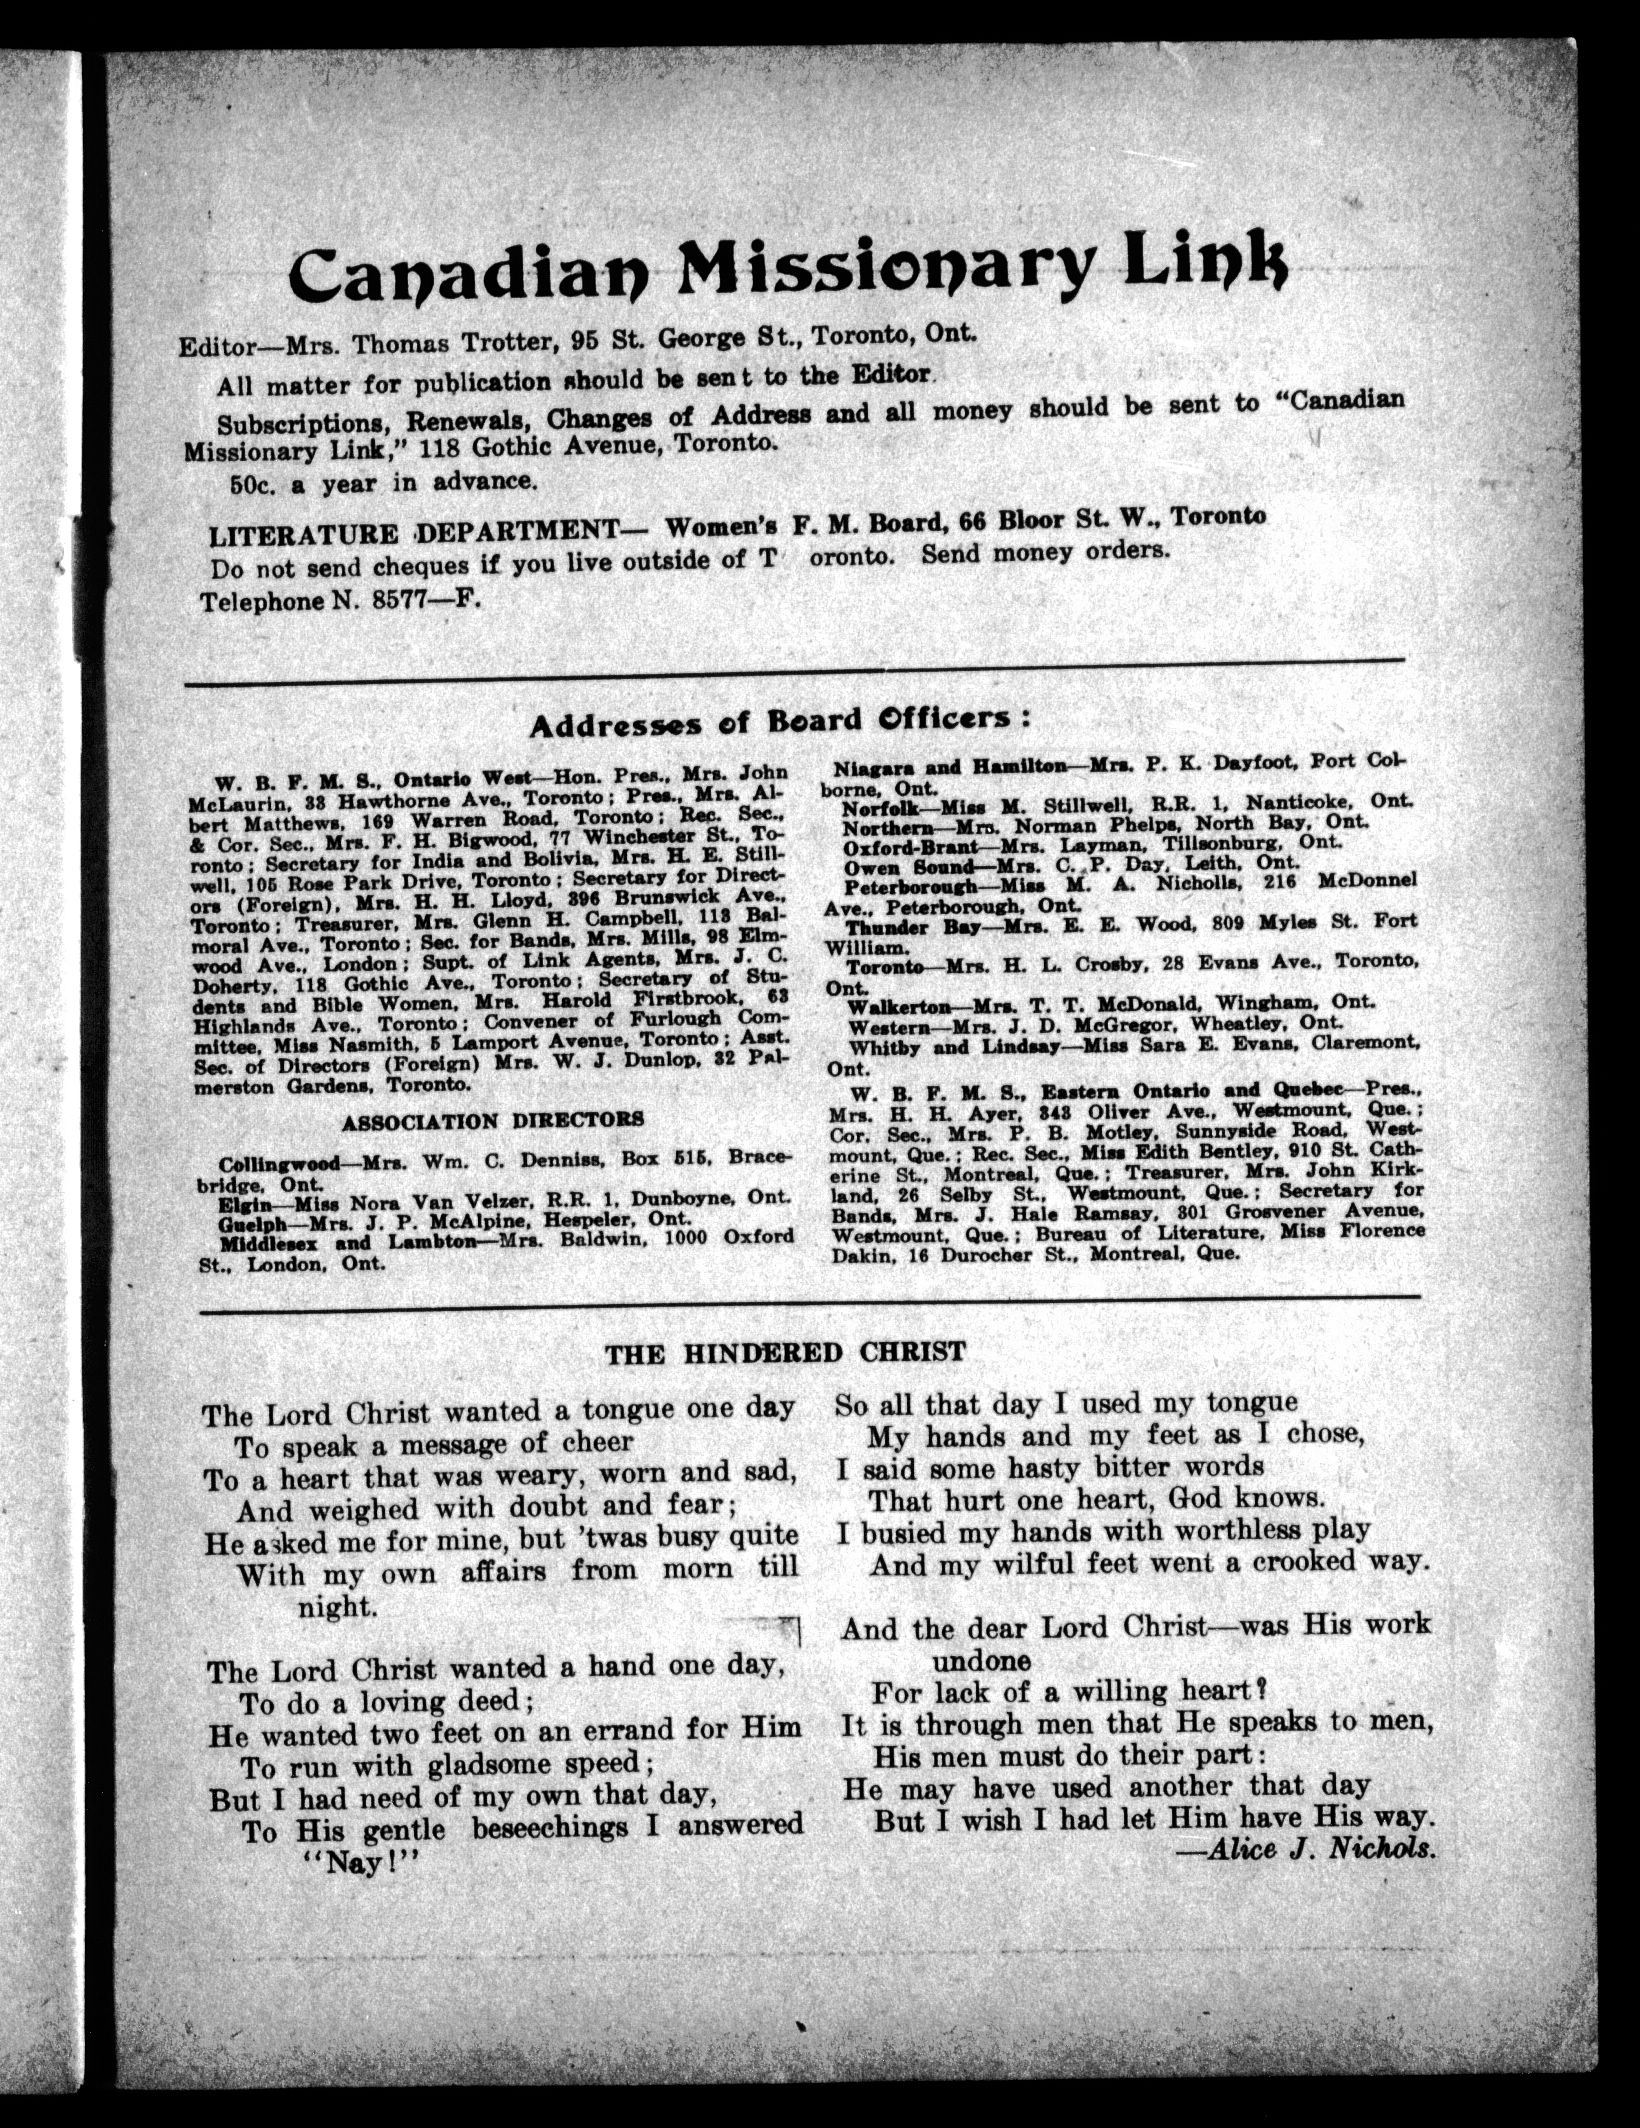 Canadian Missionary Link
Editor—Mrs. Thomas Trotter, 95 St. George St., Toronto, Ont.
All matter for publication should be sent to the Editor.
Subscriptions, Renewals, Changes of Address and all money should be sent to “Canadian
Missionary Link,” 118 Gothic Avenue, Toronto.
50c. a year in advance.
LITERATURE DEPARTMENT— Women's F. M. Board, 66 Bloor St. W., Toronto
Do not send cheques if you live outside of T oronto. Send money orders.
Telephone N. 8577—F.
Addresses of Board Officers :
W. B. F. M. S., Ontario West—Hon. Pres., Mrs. John
McLaurin, 33 Hawthorne Ave., Toronto; Pres., Mrs. Al-
bert Matthews, 169 Warren Road, Toronto; Rec. Sec.,
& Cor. Sec., Mrs. F. H. Bigwood, 77 Winchester St., To-
ronto; Secretary for India and Bolivia, Mrs. H. E. Still-
well, 105 Rose Park Drive, Toronto; Secretary for Direct-
ors (Foreign), Mrs. H. H. Lloyd, 396 Brunswick Ave.,
Toronto; Treasurer, Mrs. Glenn H. Campbell, 113 Bal-
moral Ave., Toronto; Sec. for Bands, Mrs. Mills, 98 Elm-
wood Ave., London; Supt. of Link Agents, Mrs. J. C.
Doherty, 118 Gothic Ave., Toronto; Secretary of Stu-
dents and Bible Women, Mrs. Harold Firstbrook, 63
Highlands Ave., Toronto; Convener of Furlough Com-
mittee, Miss Nasmith, 5 Lamport Avenue, Toronto; Asst.
Sec. of Directors (Foreign) Mrs. W. J. Dunlop, 32 Pal-
merston Gardens, Toronto.
ASSOCIATION DIRECTORS
Collingwood—Mrs. Wm. C. Denniss, Box 515, Brace-
bridge, Ont.
Elgin—Miss Nora Van Velzer, R.R. 1, Dunboyne, Ont.
Guelph—Mrs. J. P. McAlpine, Hespeler, Ont.
Middlesex and Lambton—Mrs. Baldwin, 1000 Oxford
St., London, Ont.
Niagara and Hamilton—Mrs. P. K. Dayfoot, Port Col-
borne, Ont.
Norfolk—Miss M. Stillwell, R.R. 1, Nanticoke, Ont.
Northern—Mrs. Norman Phelps, North Bay, Ont.
Oxford-Brant—Mrs. Layman, Tillsonburg, Ont.
Owen Sound—Mrs. C. P. Day, Leith, Ont.
Peterborough—Miss M. A. Nicholls, 216 McDonnel
Ave., Peterborough, Ont.
Thunder Bay—Mrs. E. E. Wood, 809 Myles St. Fort
William.
Toronto—Mrs. H. L. Crosby, 28 Evans Ave., Toronto,
Ont.
Walkerton—Mrs. T. T. McDonald, Wingham, Ont.
Western—Mrs. J. D. McGregor, Wheatley, Ont.
Whitby and Lindsay—Miss Sara E. Evans, Claremont,
Ont.
W. B. F. M. S., Eastern Ontario and Quebec—Pres.,
Mrs. H. H. Ayer, 343 Oliver Ave., Westmount, Que.;
Cor. Sec., Mrs. P. B. Motley, Sunnyside Road, West-
mount, Que.; Rec. Sec., Miss Edith Bentley, 910 St. Cath-
erine St., Montreal, Que.; Treasurer, Mrs. John Kirk-
land, 26 Selby St., Westmount, Que.; Secretary for
Bands, Mrs. J. Hale Ramsay, 301 Grosvener Avenue,
Westmount, Que.; Bureau of Literature, Miss Florence
Dakin, 16 Durocher St., Montreal, Que.
THE HINDERED CHRIST
The Lord Christ wanted a tongue one day
To speak a message of cheer
To a heart that was weary, worn and sad,
And weighed with doubt and fear;
He asked me for mine, but 'twas busy quite
With my own affairs from morn till
night.
The Lord Christ wanted a hand one day,
To do a loving deed;
He wanted two feet on an errand for Him
To run with gladsome speed;
But I had need of my own that day,
To His gentle beseechings I answered
“Nay!”
So all that day I used my tongue
My hands and my feet as I chose,
I said some hasty bitter words
That hurt one heart, God knows.
I busied my hands with worthless play
And my wilful feet went a crooked way.
And the dear Lord Christ—was His work
undone
For lack of a willing heart?
It is through men that He speaks to men,
His men must do their part:
He may have used another that day
But I wish I had let Him have His way.
—Alice J. Nichols.